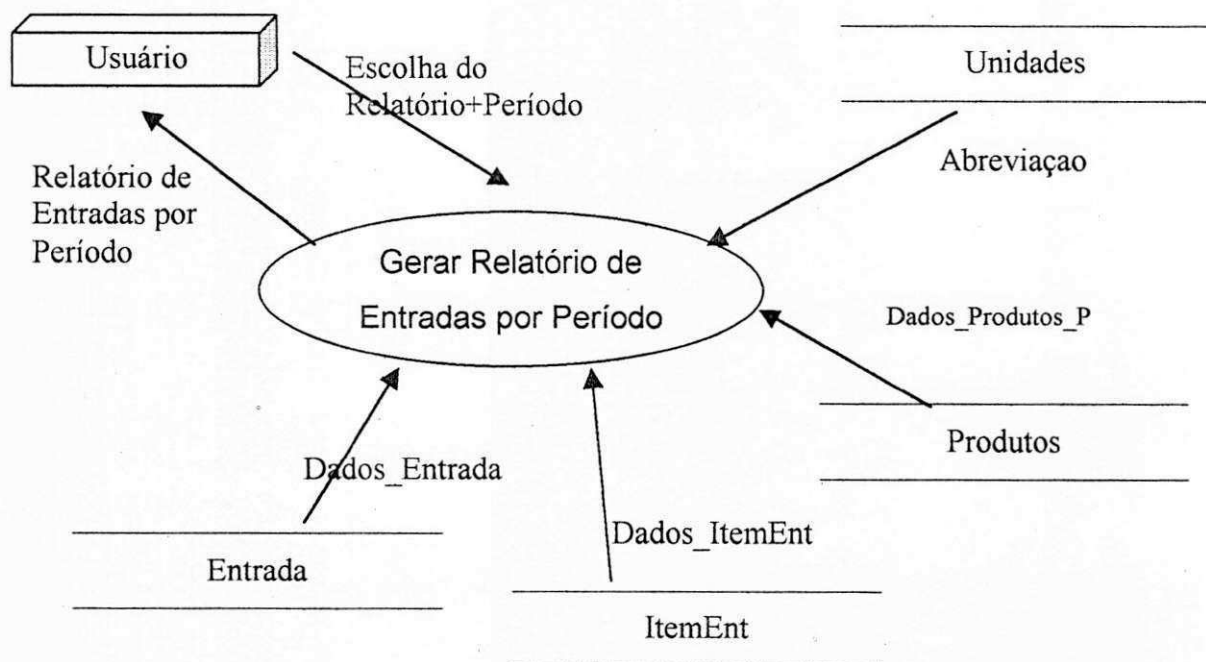 Usuário
Escolha do
Relatório+Período
Unidades
Abreviaçao
Relatório de
Entradas por
Período
Gerar Relatório de
Entradas por Período
Dados_Produtos_P
Produtos
Dados_Entrada
Dados_ItemEnt
Entrada
ItemEnt